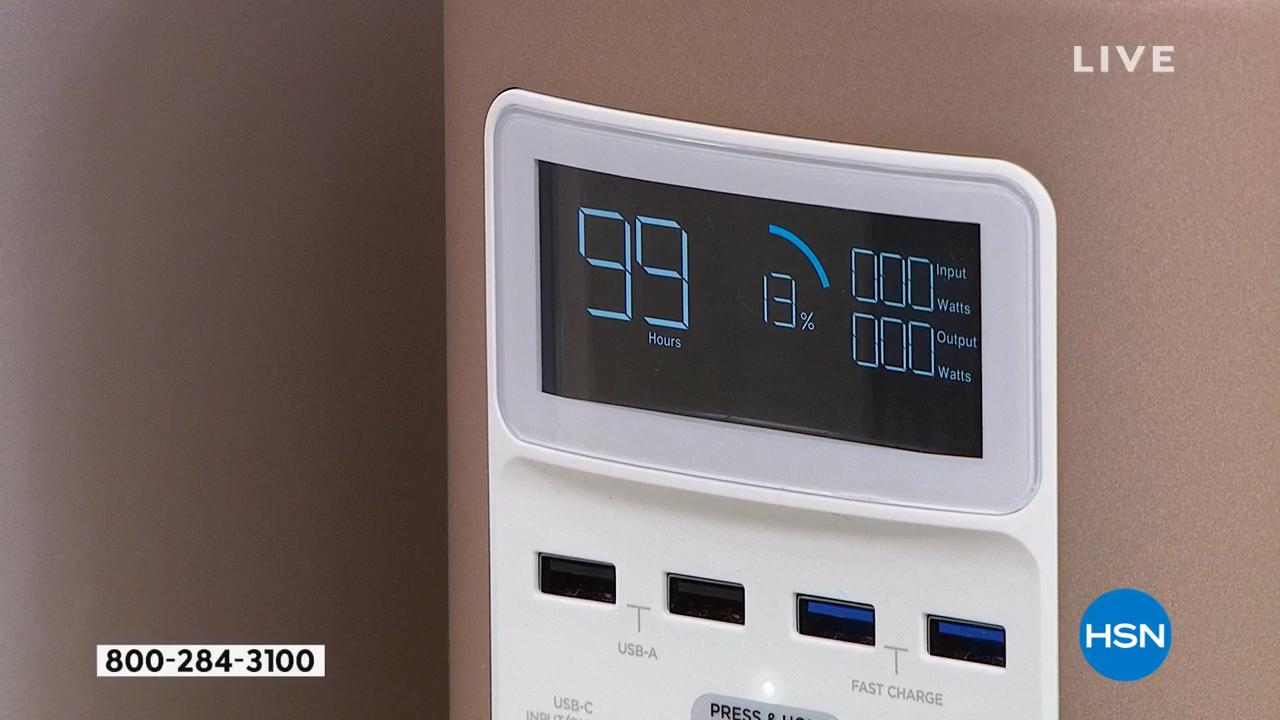 LIVE
99
Hours
13%
000 Input
Watts
000 Output
Watts
USB-A
FAST CHARGE
USB-C
PRESS &
800-284-3100
HSN